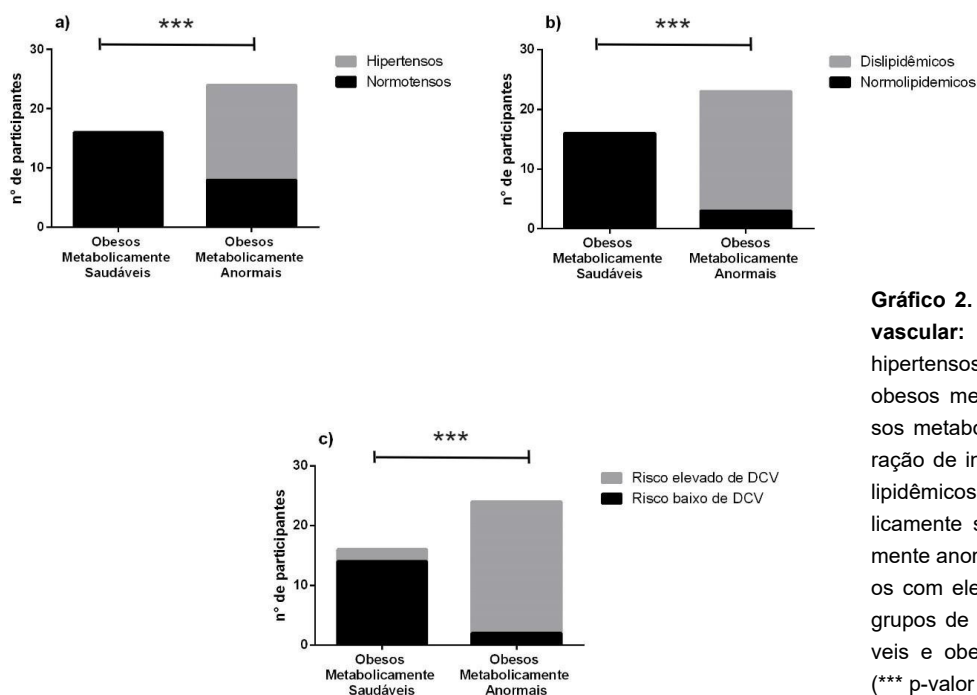 a)
***
30
20
10
0
n° de participantes
Hipertensos
Normotensos
Obesos
Metabolicamente
Saudáveis
Obesos
Metabolicamente
Anormais
b)
***
30
20
10
0
n° de participantes
Dislipidêmicos
Normolipidemicos
Obesos
Metabolicamente
Saudáveis
Obesos
Metabolicamente
Anormais
c)
***
30
20
10
0
n° de participantes
Risco elevado de DCV
Risco baixo de DCV
Obesos
Metabolicamente
Saudáveis
Obesos
Metabolicamente
Anormais
Gráfico 2.
vascular:
hipertensos
obesos me
sos metabo
ração de in
lipidêmicos
licamente s
mente anor
os com ele
grupos de
veis e obe
(*** p-valor